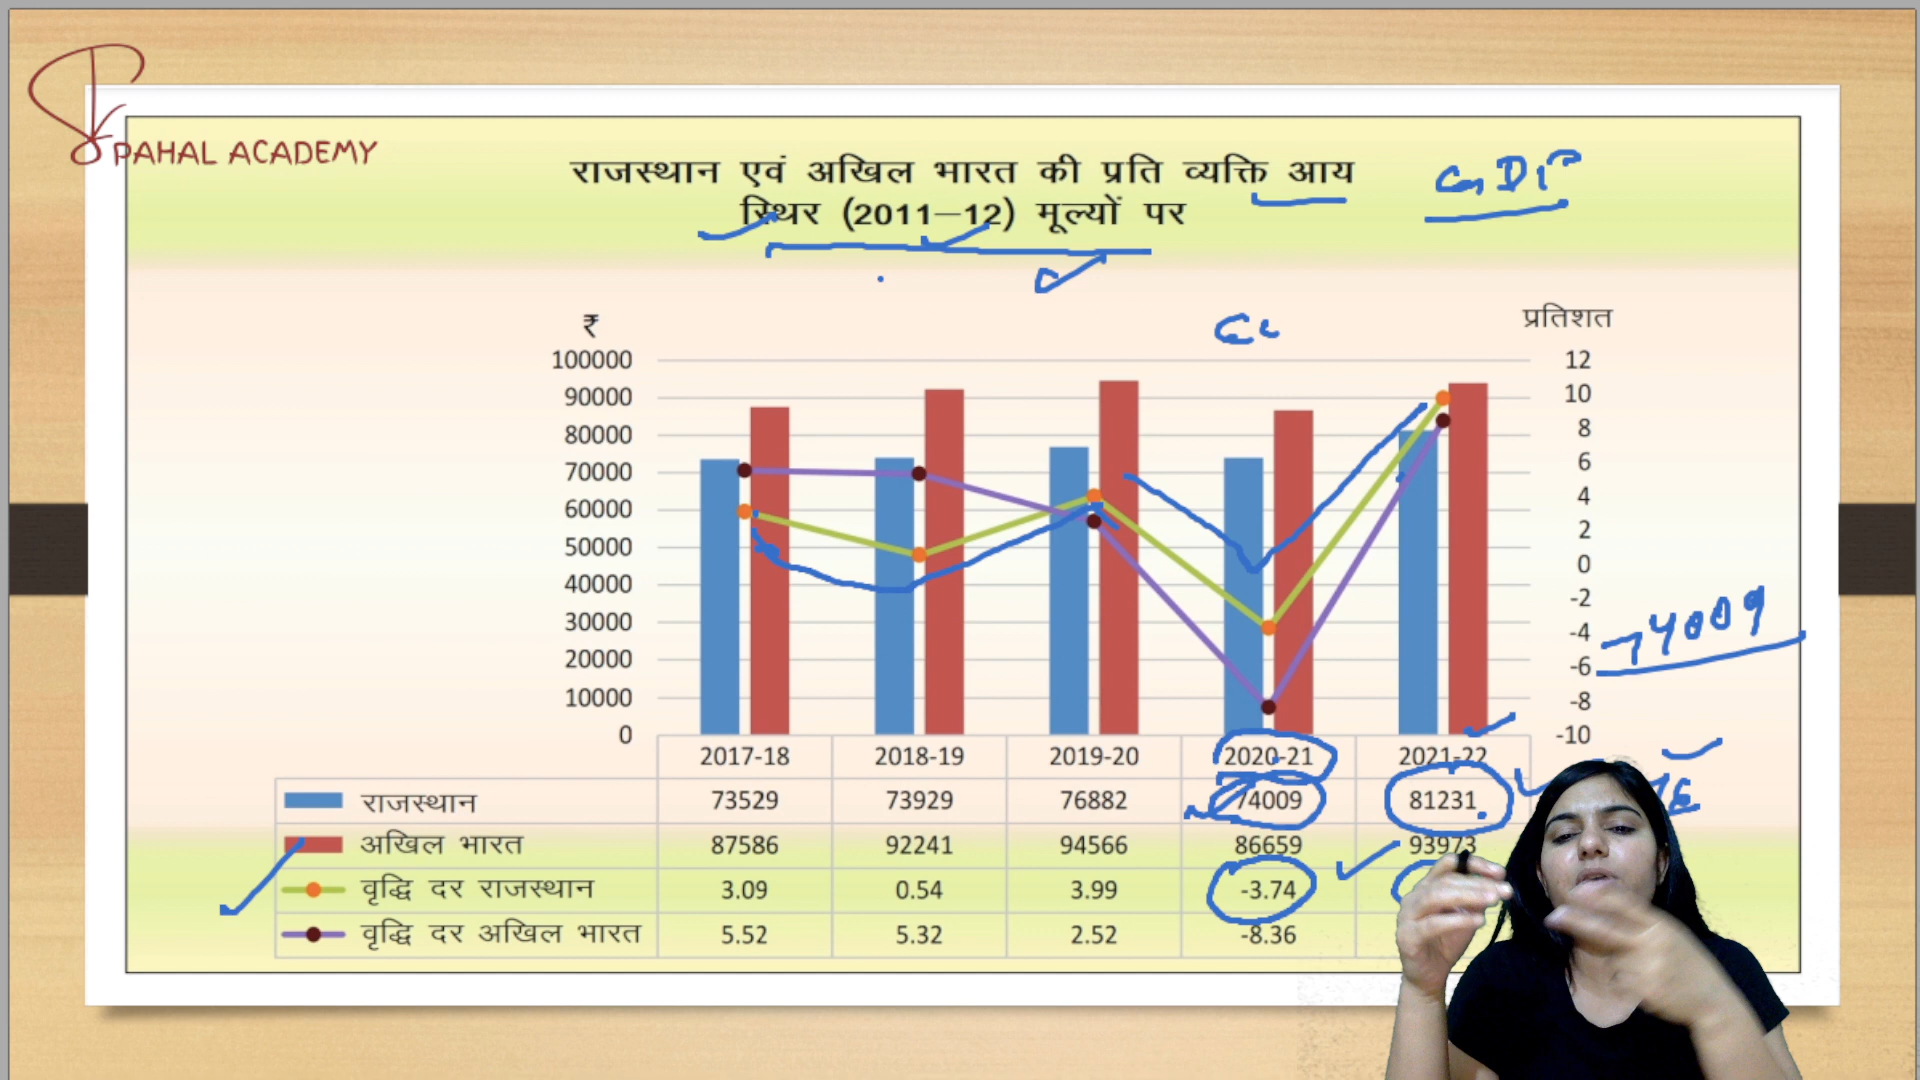 PAHAL ACADEMY
राजस्थान एवं अखिल भारत की प्रति व्यक्ति आय
स्थिर (2011–12) मूल्यों पर
GDP
₹
प्रतिशत
100000
90000
80000
70000
60000
50000
40000
30000
20000
10000
0
12
10
8
6
4
2
0
-2
-4
-6
-8
-10
74009
2017-18 2018-19 2019-20 2020-21 2021-22
राजस्थान 73529 73929 76882 74009 81231
अखिल भारत 87586 92241 94566 86659 93973
वृद्धि दर राजस्थान 3.09 0.54 3.99 -3.74
वृद्धि दर अखिल भारत 5.52 5.32 2.52 -8.36